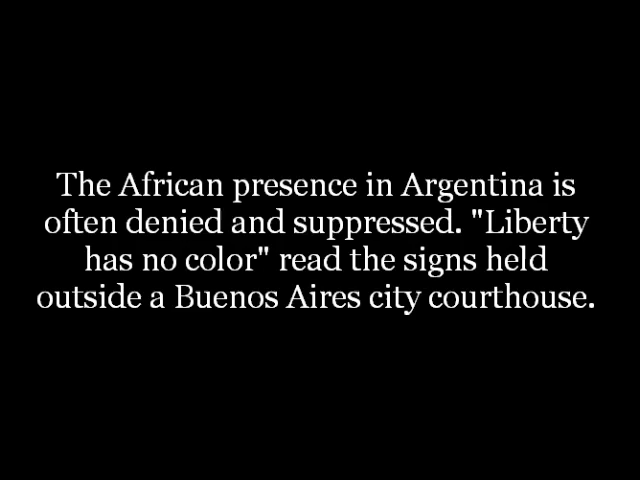 The African presence in Argentina is
often denied and suppressed. "Liberty
has no color" read the signs held
outside a Buenos Aires city courthouse.